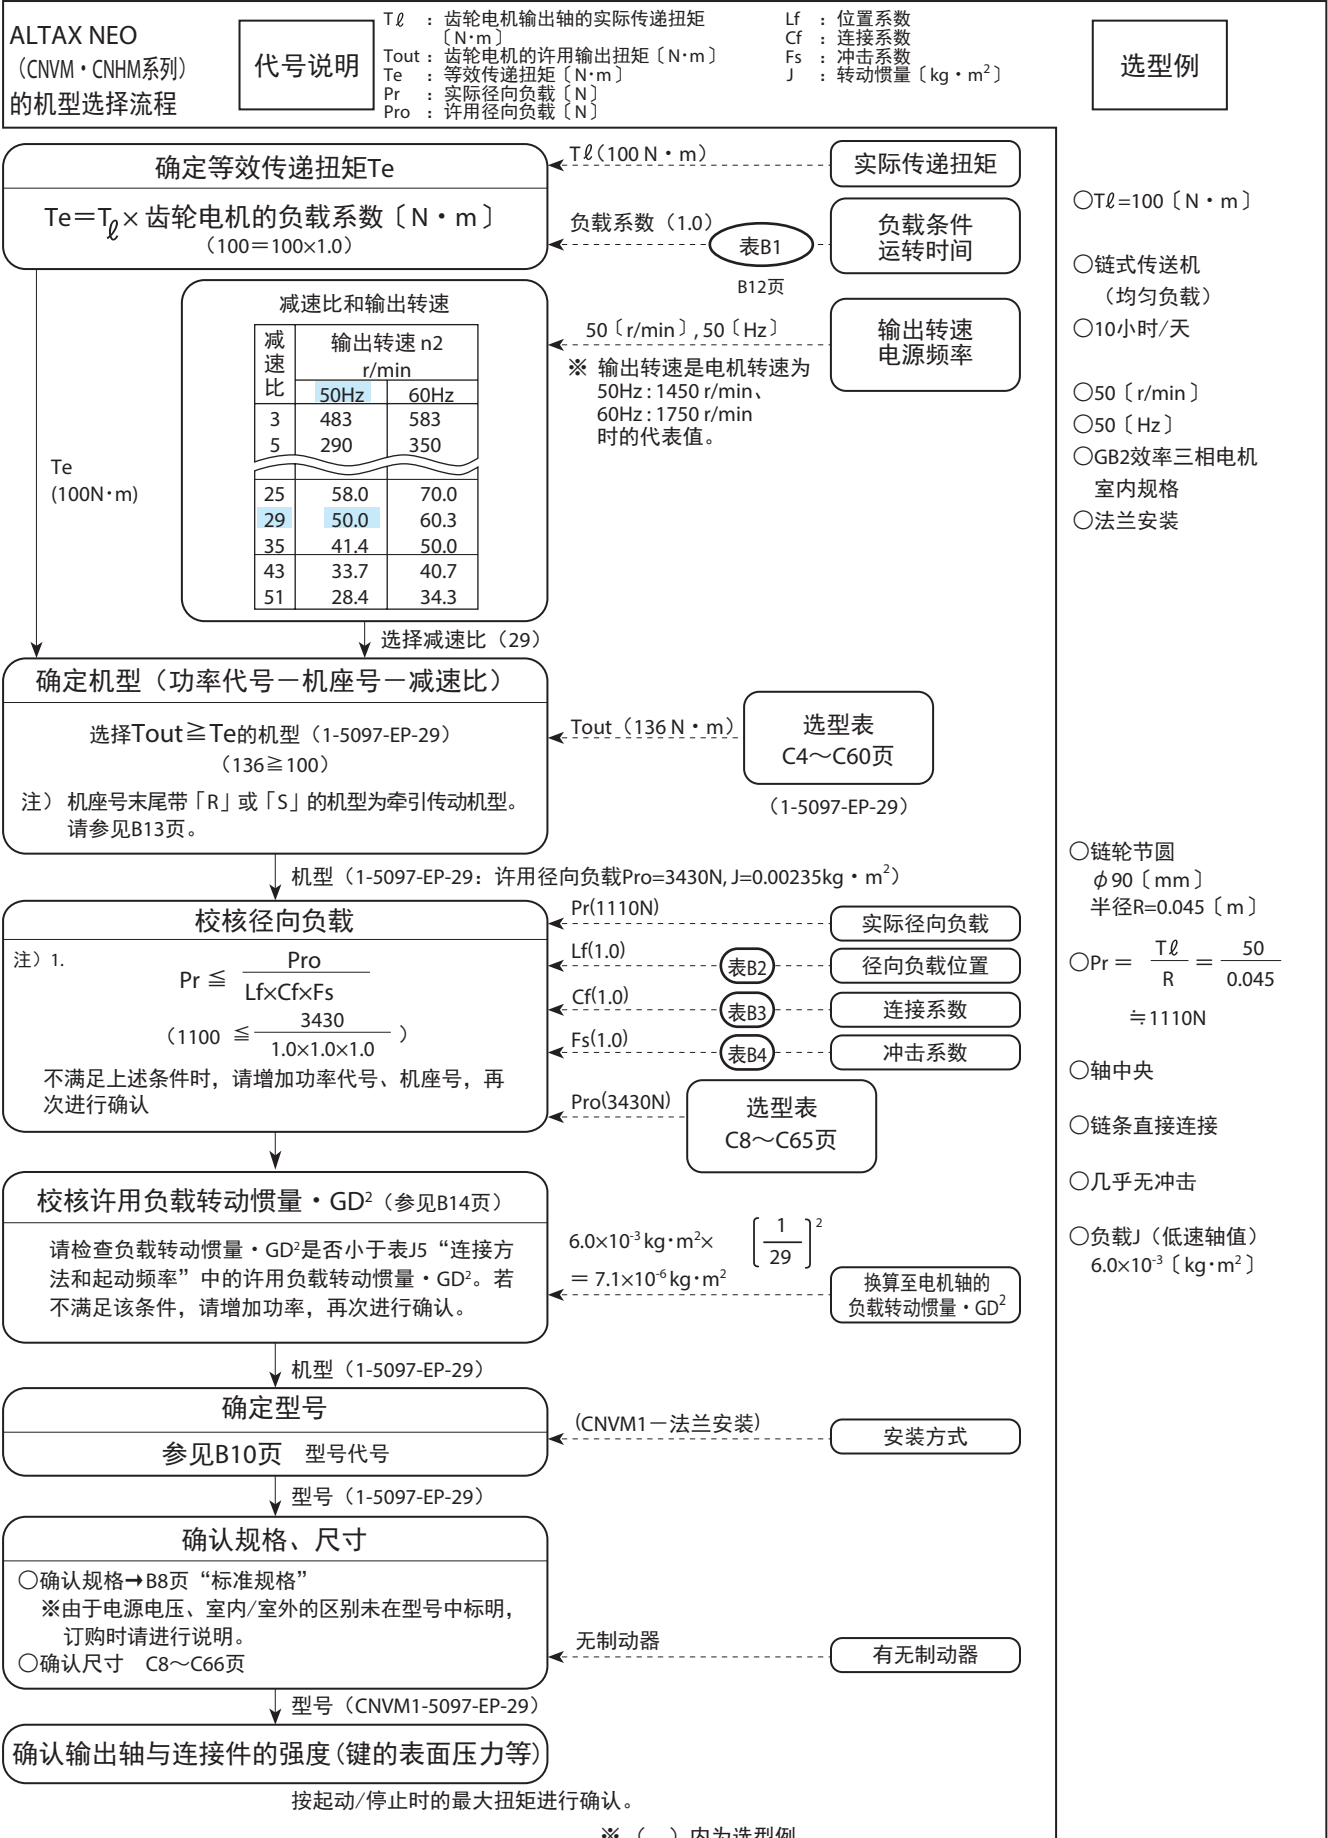 ALTAX NEO
（CNVM・CNHM系列）
的机型选择流程
代号说明
Tℓ ：齿轮电机输出轴的实际传递扭矩
〔N·m〕
Tout：齿轮电机的许用输出扭矩〔N·m〕
Te ：等效传递扭矩〔N·m〕
Pr ：实际径向负载〔N〕
Pro ：许用径向负载〔N〕
Lf ：位置系数
Cf ：连接系数
Fs ：冲击系数
J ：转动惯量〔kg・m²〕
选型例
确定等效传递扭矩Te
Te＝Tℓ×齿轮电机的负载系数〔N・m〕
（100＝100×1.0）
Tℓ(100 N・m)
实际传递扭矩
负载系数（1.0）
表B1
B12页
负载条件
运转时间
减速比和输出转速
减速比 输出转速 n2
r/min
50Hz 60Hz
3 483 583
5 290 350
25 58.0 70.0
29 50.0 60.3
35 41.4 50.0
43 33.7 40.7
51 28.4 34.3
50〔r/min〕, 50〔Hz〕
输出转速
电源频率
※ 输出转速是电机转速为
50Hz : 1450 r/min、
60Hz : 1750 r/min
时的代表值。
Te
(100N·m)
选择减速比（29）
确定机型（功率代号－机座号－减速比）
选择Tout≧Te的机型（1-5097-EP-29）
（136≧100）
注） 机座号末尾带「R」或「S」的机型为牵引传动机型。
请参见B13页。
Tout（136 N・m）
选型表
C4～C60页
（1-5097-EP-29）
机型（1-5097-EP-29：许用径向负载Pro=3430N, J=0.00235kg・m²）
校核径向负载
注）1.
Pr ≦ Pro
Lf×Cf×Fs
（1100 ≦ 3430 ）
1.0×1.0×1.0
不满足上述条件时，请增加功率代号、机座号，再
次进行确认
Pr(1110N)
实际径向负载
Lf(1.0)
表B2
径向负载位置
Cf(1.0)
表B3
连接系数
Fs(1.0)
表B4
冲击系数
Pro(3430N)
选型表
C8～C65页
校核许用负载转动惯量・GD²（参见B14页）
请检查负载转动惯量・GD²是否小于表J5“连接方
法和起动频率”中的许用负载转动惯量・GD²。若
不满足该条件，请增加功率，再次进行确认。
6.0×10⁻³ kg·m²× 〔1/29〕²
＝ 7.1×10⁻⁶ kg·m²
换算至电机轴的
负载转动惯量・GD²
机型（1-5097-EP-29）
确定型号
参见B10页 型号代号
(CNVM1－法兰安装)
安装方式
型号（1-5097-EP-29）
确认规格、尺寸
○确认规格→B8页“标准规格”
※由于电源电压、室内/室外的区别未在型号中标明，
订购时请进行说明。
○确认尺寸 C8～C66页
无制动器
有无制动器
型号（CNVM1-5097-EP-29）
确认输出轴与连接件的强度(键的表面压力等)
按起动/停止时的最大扭矩进行确认。
※（ ）内为选型例
○Tℓ=100〔N・m〕
○链式传送机
（均匀负载）
○10小时/天
○50〔r/min〕
○50〔Hz〕
○GB2效率三相电机
室内规格
○法兰安装
○链轮节圆
φ90〔mm〕
半径R=0.045〔m〕
○Pr＝ Tℓ/R ＝ 50/0.045
≒1110N
○轴中央
○链条直接连接
○几乎无冲击
○负载J（低速轴值）
6.0×10⁻³〔kg·m²〕